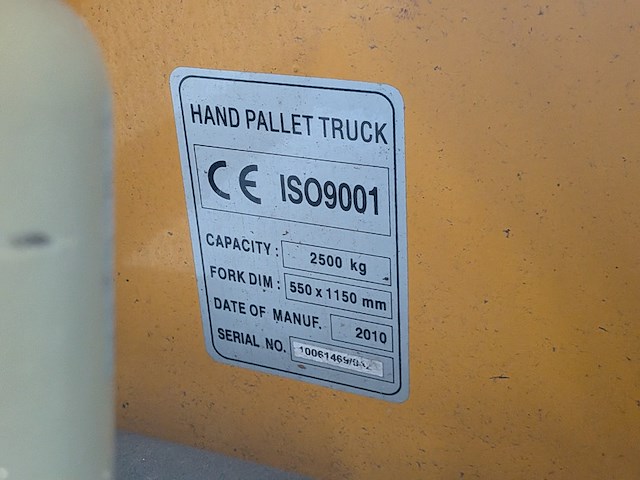 HAND PALLET TRUCK
CE ISO9001
CAPACITY: 2500 kg
FORK DIM: 550 x 1150 mm
DATE OF MANUF. 2010
SERIAL NO.